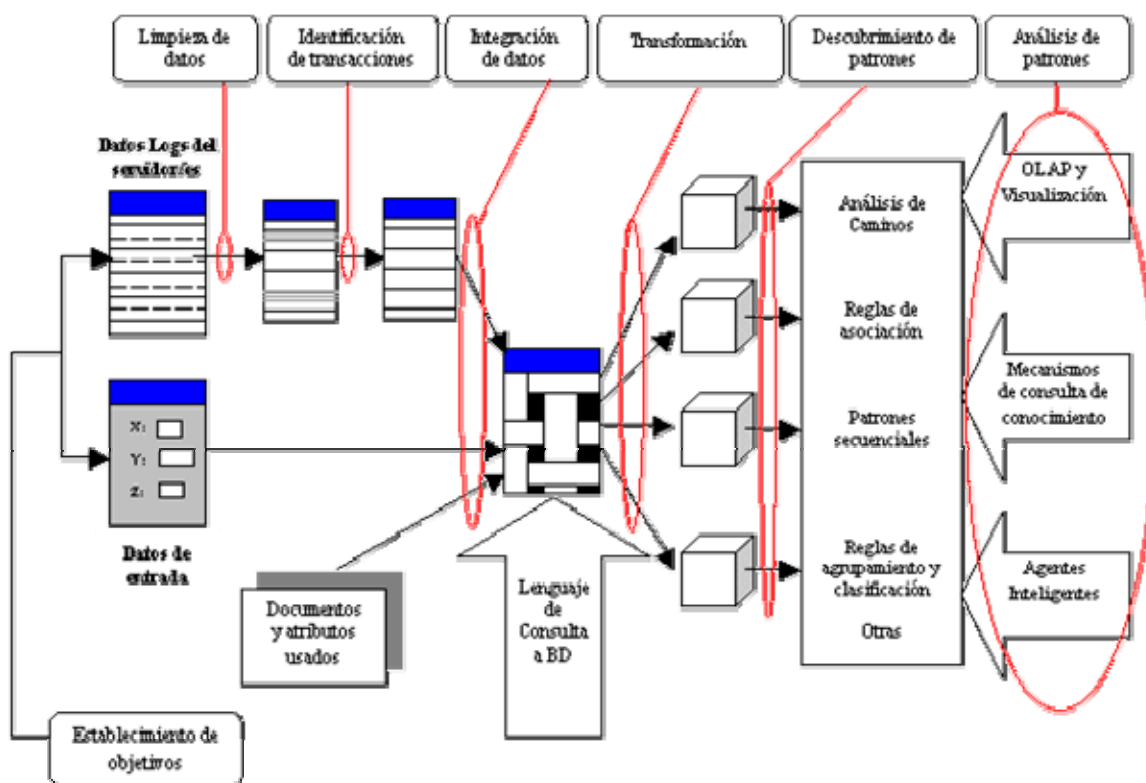 Limpieza de
datos
Identificación
de transacciones
Integración
de datos
Transformación
Descubrimiento de
patrones
Análisis de
patrones
Datos Logs del
servidor/es
X:
Y:
Z:
Datos de
entrada
Documentos
y atributos
usados
Lenguaje
de
Consulta
a BD
Análisis de
Caminos
Reglas de
asociación
Patrones
secuenciales
Reglas de
agrupamiento y
clasificación
Otras
OLAP y
Visualización
Mecanismos
de consulta de
conocimiento
Agentes
Inteligentes
Establecimiento de
objetivos